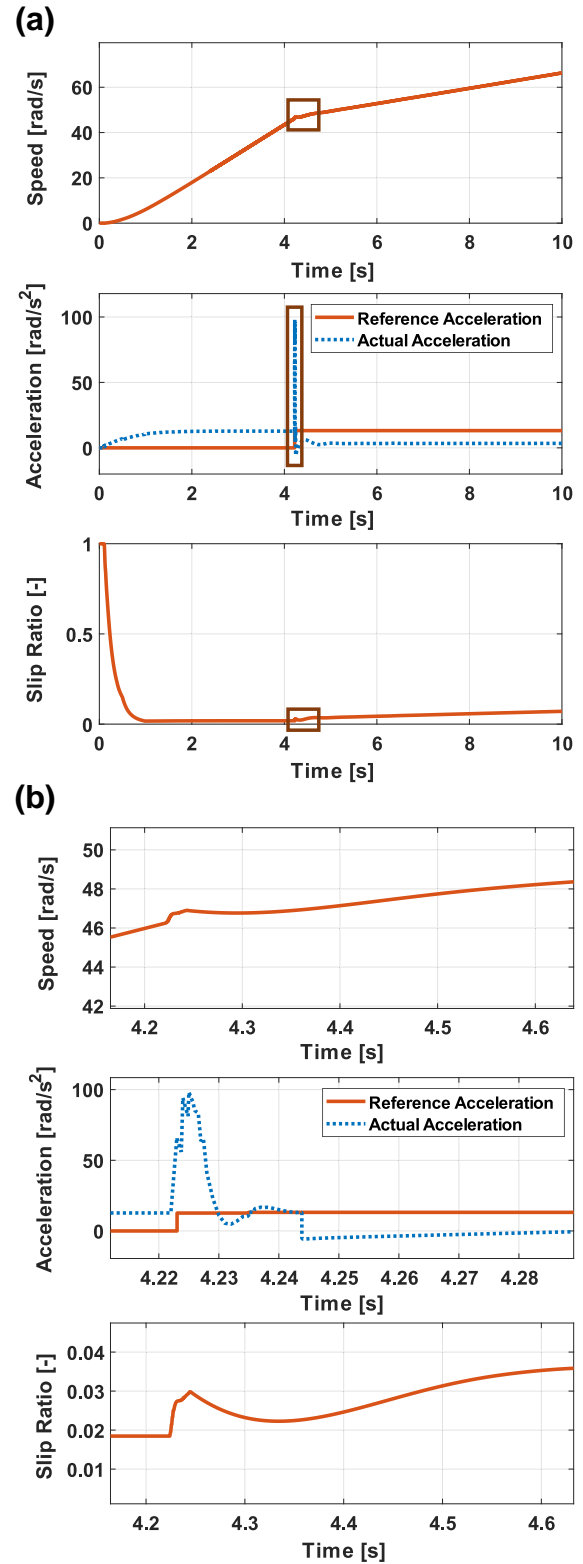 (a)
Speed [rad/s]
60
40
20
0
0 2 4 6 8 10
Time [s]
Acceleration [rad/s²]
100
50
0
Reference Acceleration
Actual Acceleration
0 2 4 6 8 10
Time [s]
Slip Ratio [-]
1
0.5
0
0 2 4 6 8 10
Time [s]
(b)
Speed [rad/s]
50
48
46
44
42
4.2 4.3 4.4 4.5 4.6
Time [s]
Acceleration [rad/s²]
100
50
0
Reference Acceleration
Actual Acceleration
4.22 4.23 4.24 4.25 4.26 4.27 4.28
Time [s]
Slip Ratio [-]
0.04
0.03
0.02
0.01
4.2 4.3 4.4 4.5 4.6
Time [s]